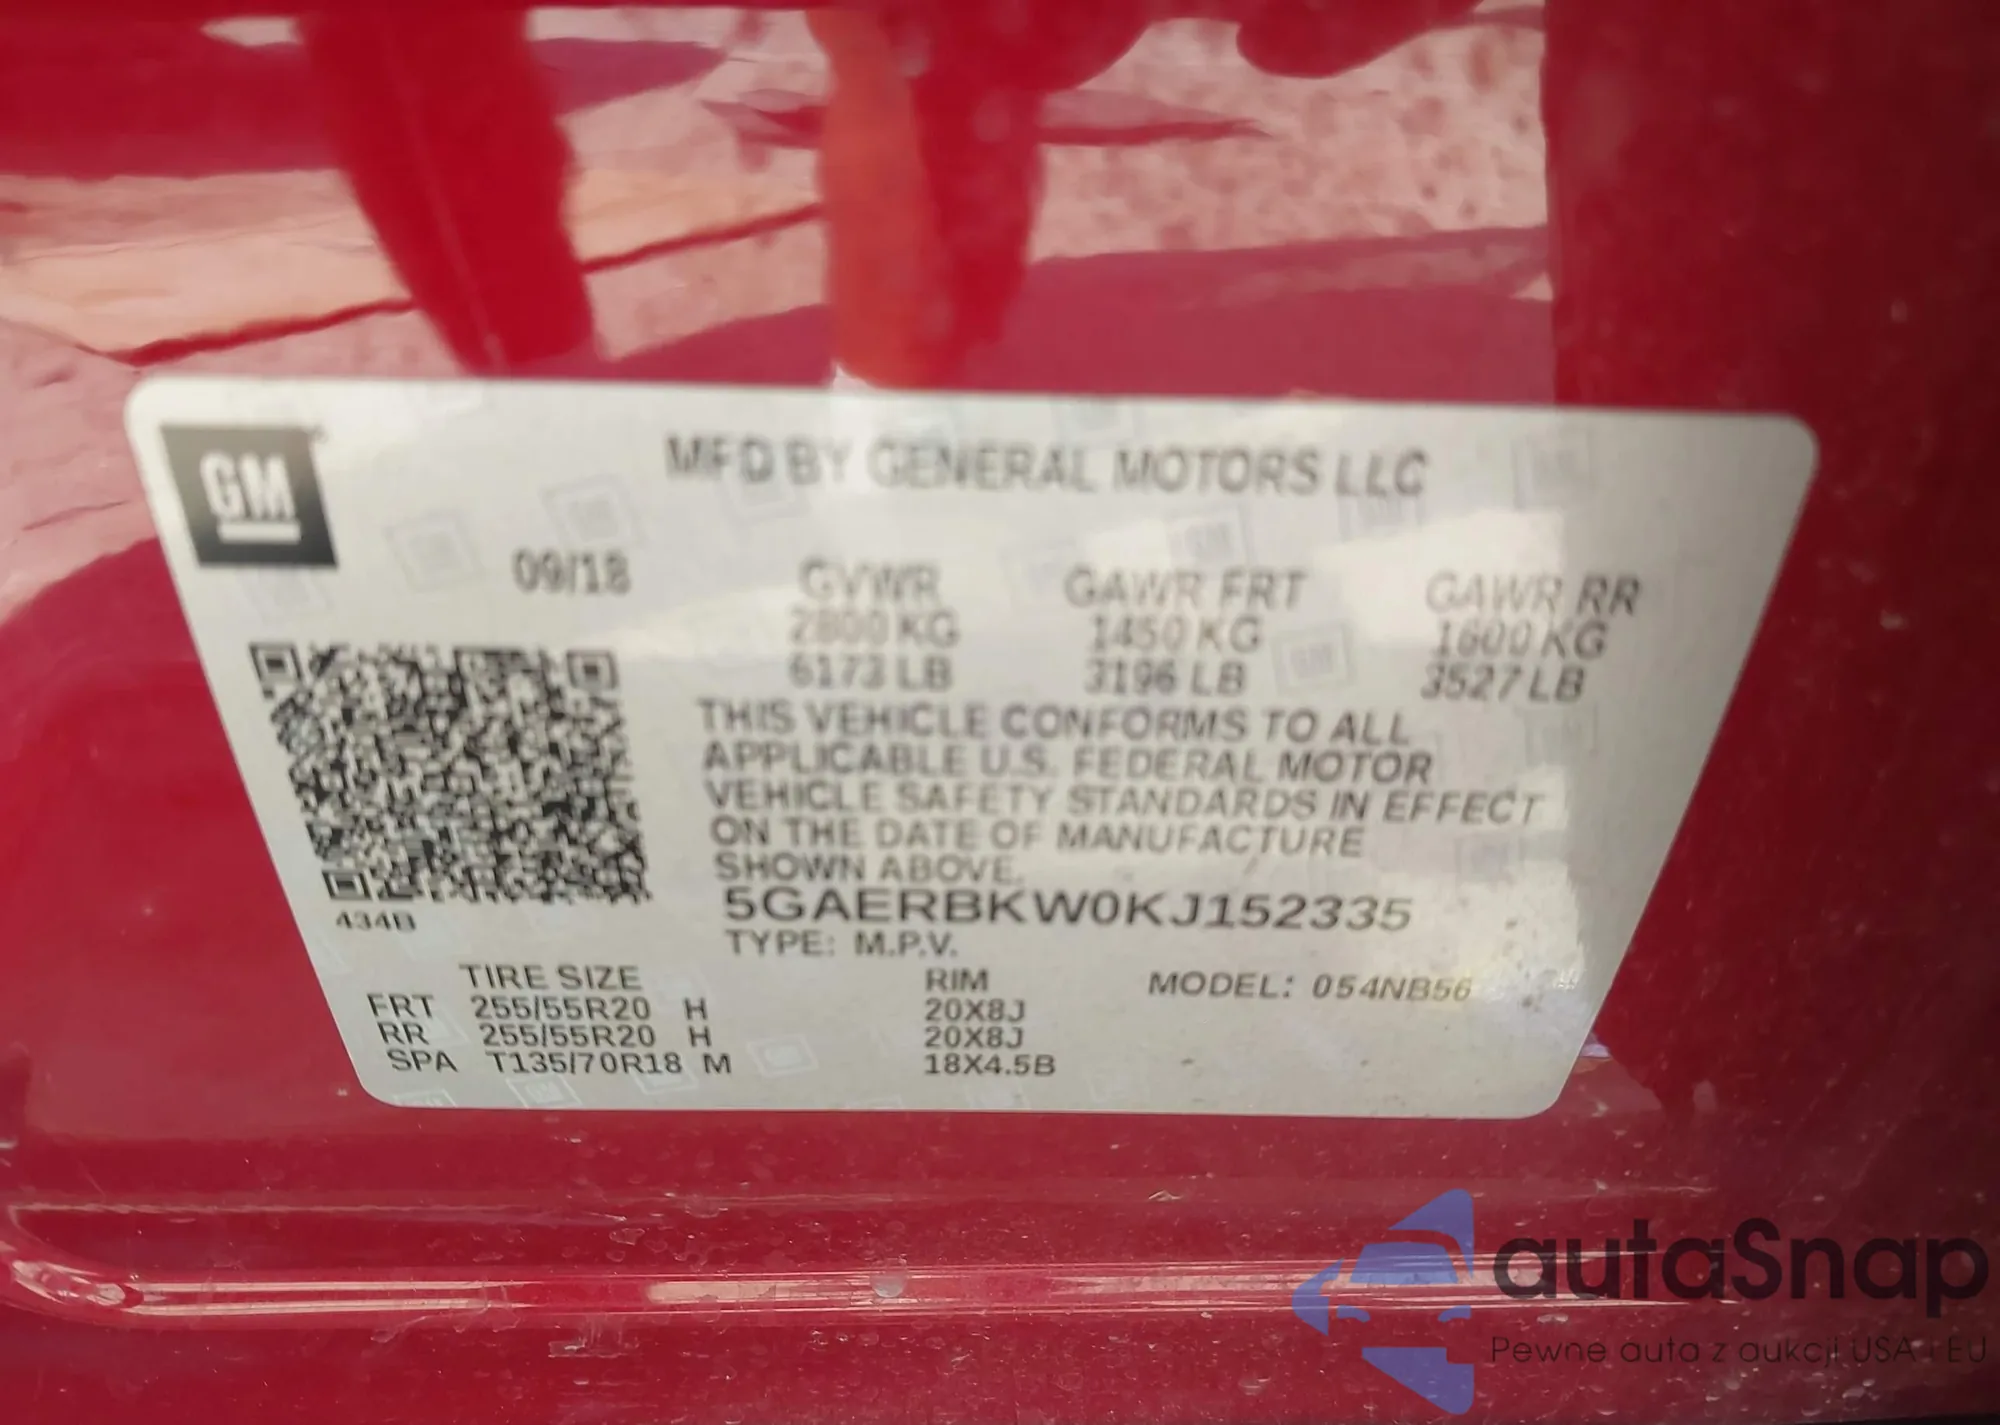 GM
MFD BY GENERAL MOTORS LLC
09/18 GVWR GAWR FRT GAWR RR
2800 KG 1450 KG 1600 KG
6173 LB 3196 LB 3527 LB
THIS VEHICLE CONFORMS TO ALL
APPLICABLE U.S. FEDERAL MOTOR
VEHICLE SAFETY STANDARDS IN EFFECT
ON THE DATE OF MANUFACTURE
SHOWN ABOVE.
5GAERBKW0KJ152335
434B
TYPE: M.P.V.
TIRE SIZE RIM MODEL: 054NB56
FRT 255/55R20 H 20X8J
RR 255/55R20 H 20X8J
SPA T135/70R18 M 18X4.5B
autaSnap
Pewne auta z aukcji USA i EU